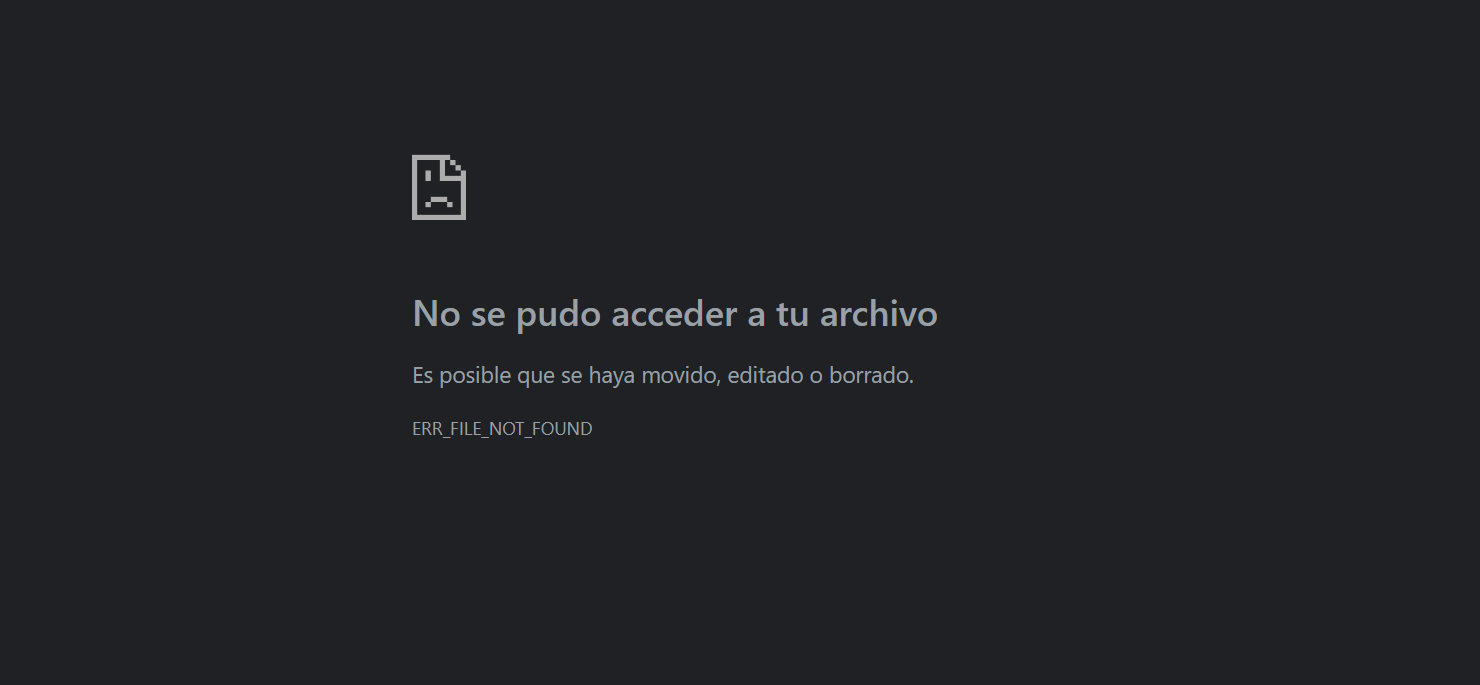 No se pudo acceder a tu archivo
Es posible que se haya movido, editado o borrado.
ERR_FILE_NOT_FOUND